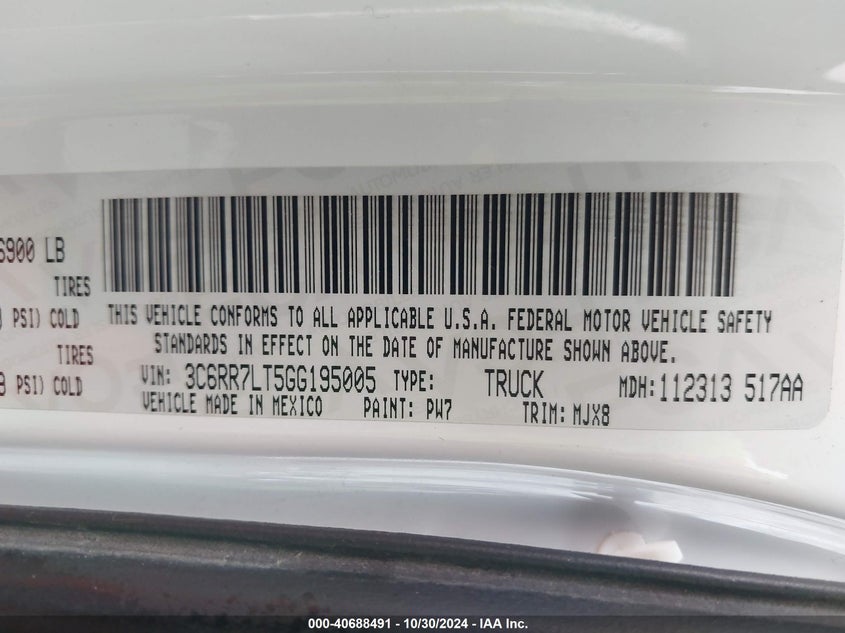 6900 LB
TIRES
PSI) COLD
TIRES
PSI) COLD
THIS VEHICLE CONFORMS TO ALL APPLICABLE U.S.A. FEDERAL MOTOR VEHICLE SAFETY
STANDARDS IN EFFECT ON THE DATE OF MANUFACTURE SHOWN ABOVE.
VIN: 3C6RR7LT5GG195005 TYPE: TRUCK MDH: 112313 517AA
VEHICLE MADE IN MEXICO PAINT: PW7 TRIM: MJX8
000-40688491 - 10/30/2024 - IAA Inc.